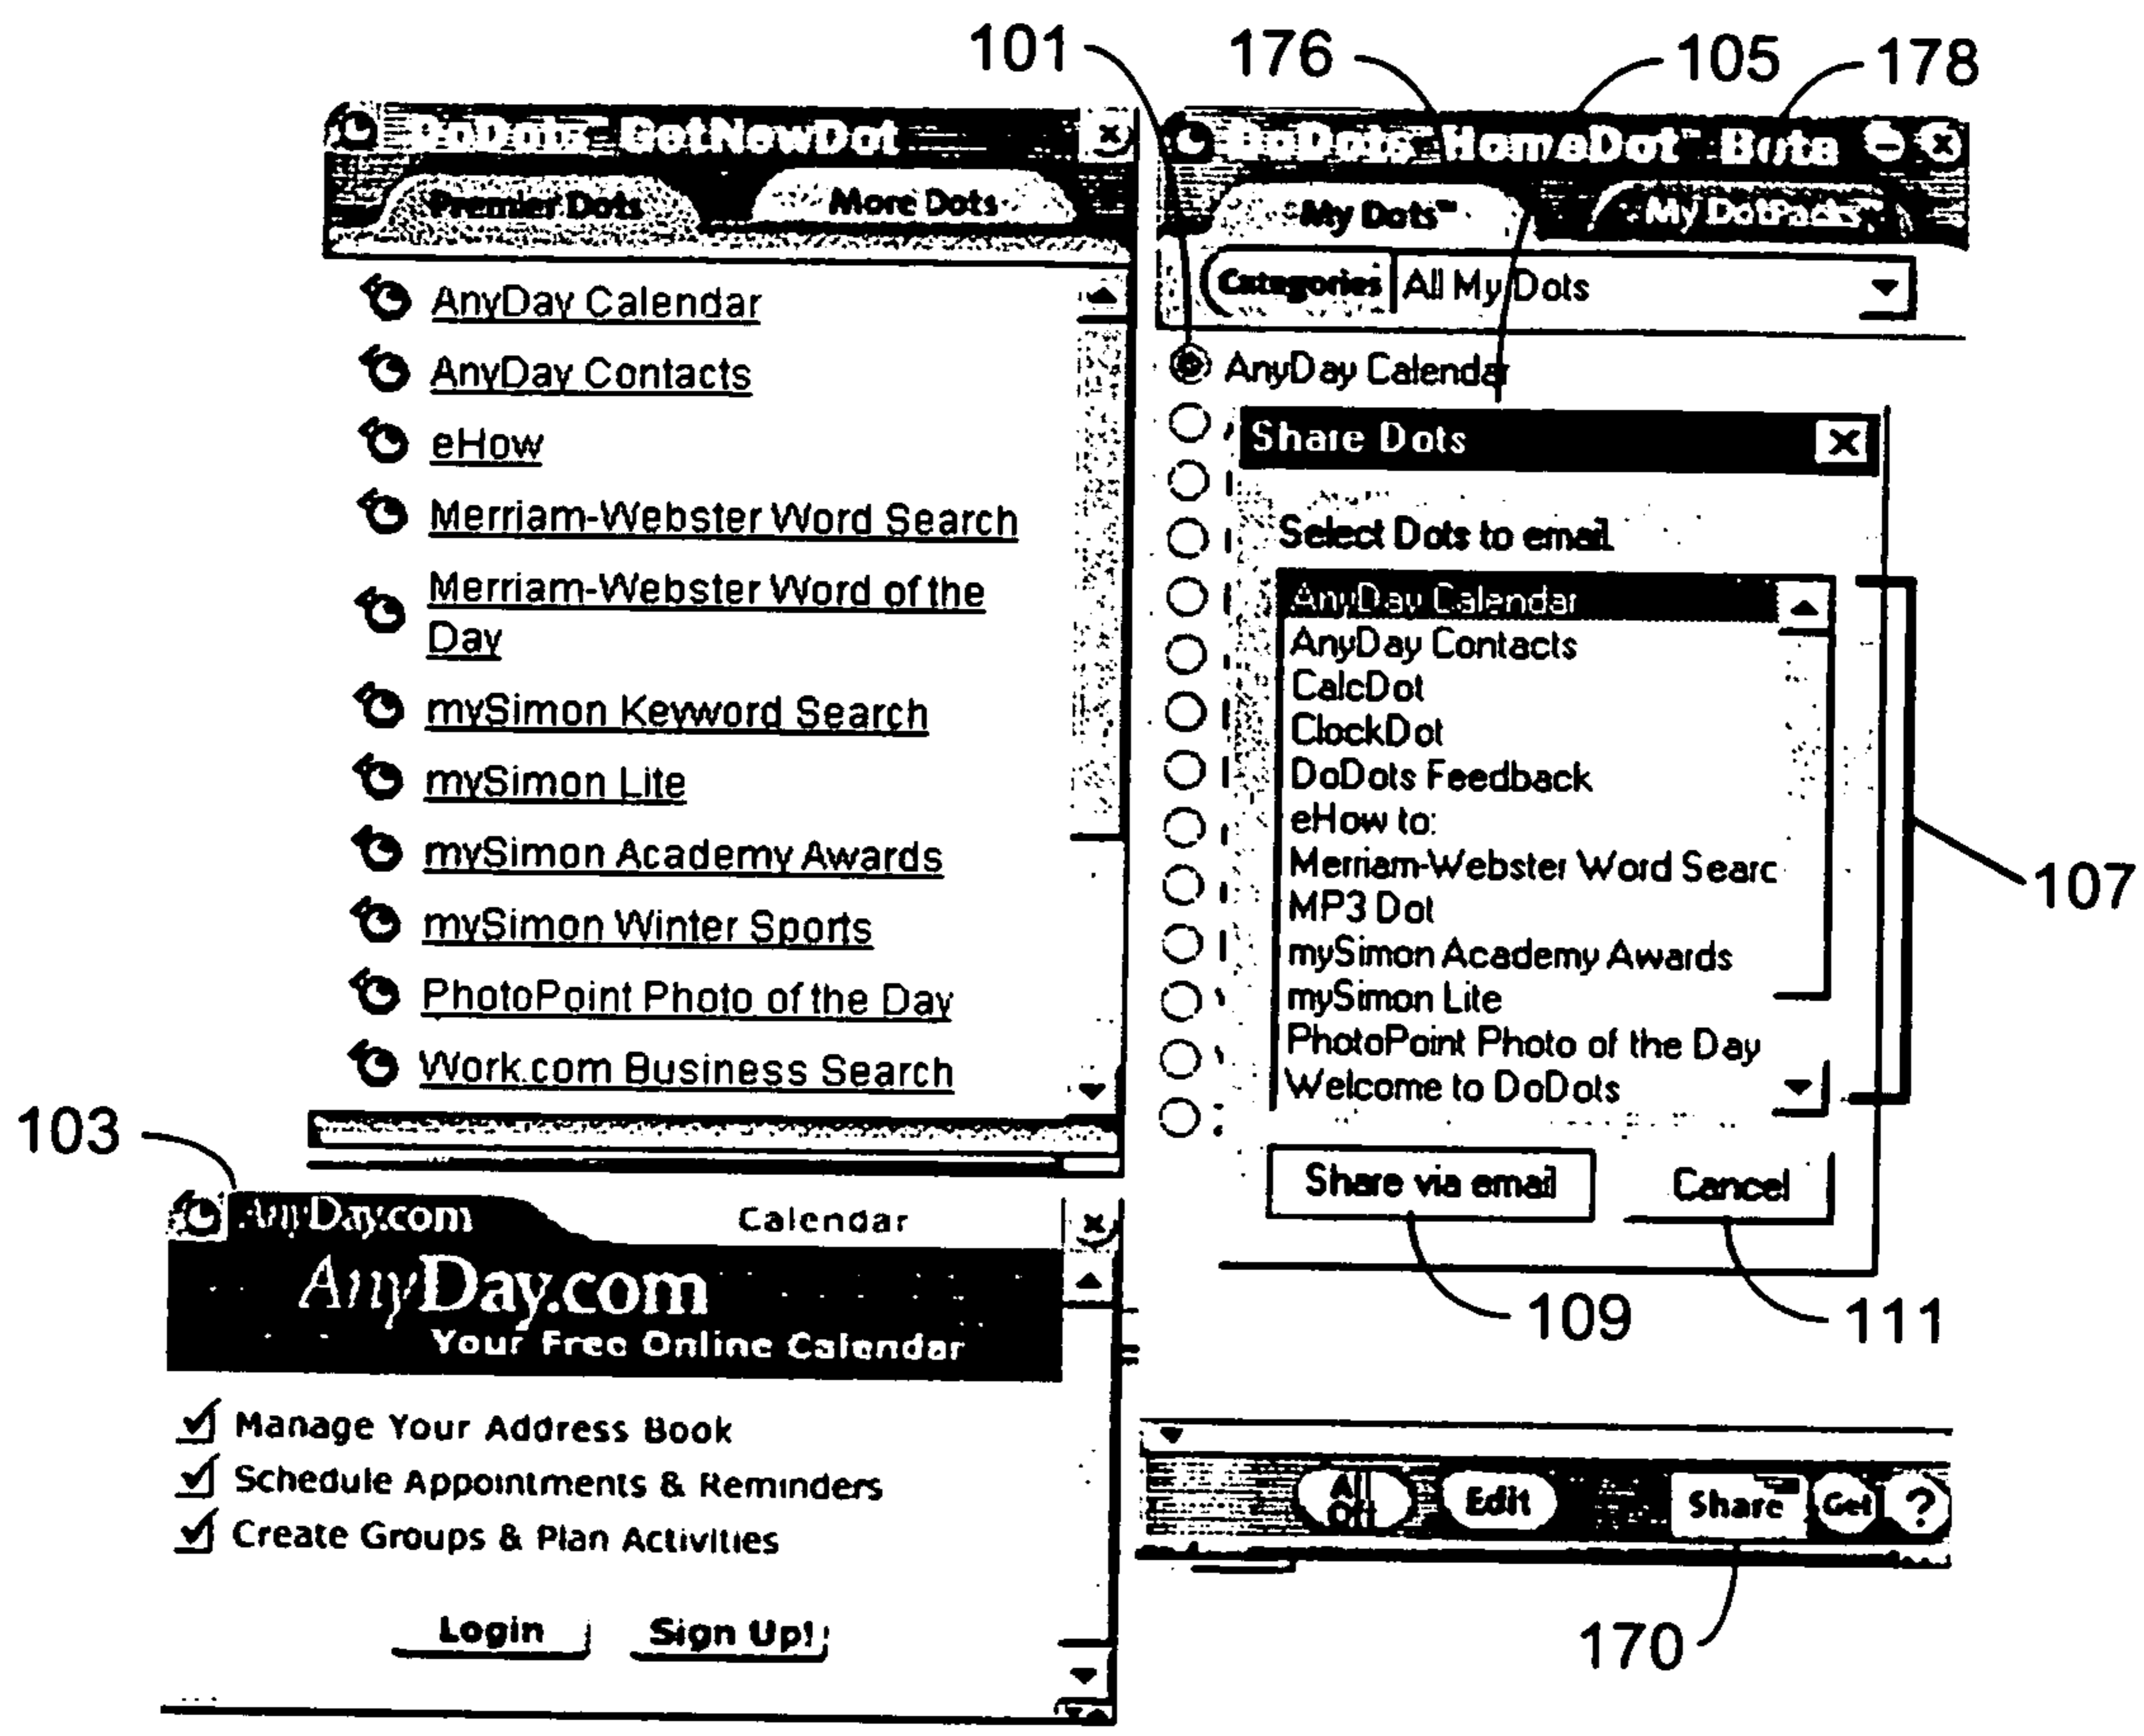 101
176
105
178
DoDots™ GetNewDot
Premier Dots
More Dots
AnyDay Calendar
AnyDay Contacts
eHow
Merriam-Webster Word Search
Merriam-Webster Word of the
Day
mySimon Keyword Search
mySimon Lite
mySimon Academy Awards
mySimon Winter Sports
PhotoPoint Photo of the Day
Work.com Business Search
DoDots™ HomeDot™ Beta
My Dots™
My DotPacks™
Categories
All My Dots
AnyDay Calendar
Share Dots
Select Dots to email
AnyDay Calendar
AnyDay Contacts
CalcDot
ClockDot
DoDots Feedback
eHow to:
Merriam-Webster Word Searc
MP3 Dot
mySimon Academy Awards
mySimon Lite
PhotoPoint Photo of the Day
Welcome to DoDots
107
Share via email
Cancel
109
111
103
AnyDay.com
Calendar
AnyDay.com
Your Free Online Calendar
Manage Your Address Book
Schedule Appointments & Reminders
Create Groups & Plan Activities
Login
Sign Up!
All
Off
Edit
Share
Get
?
170